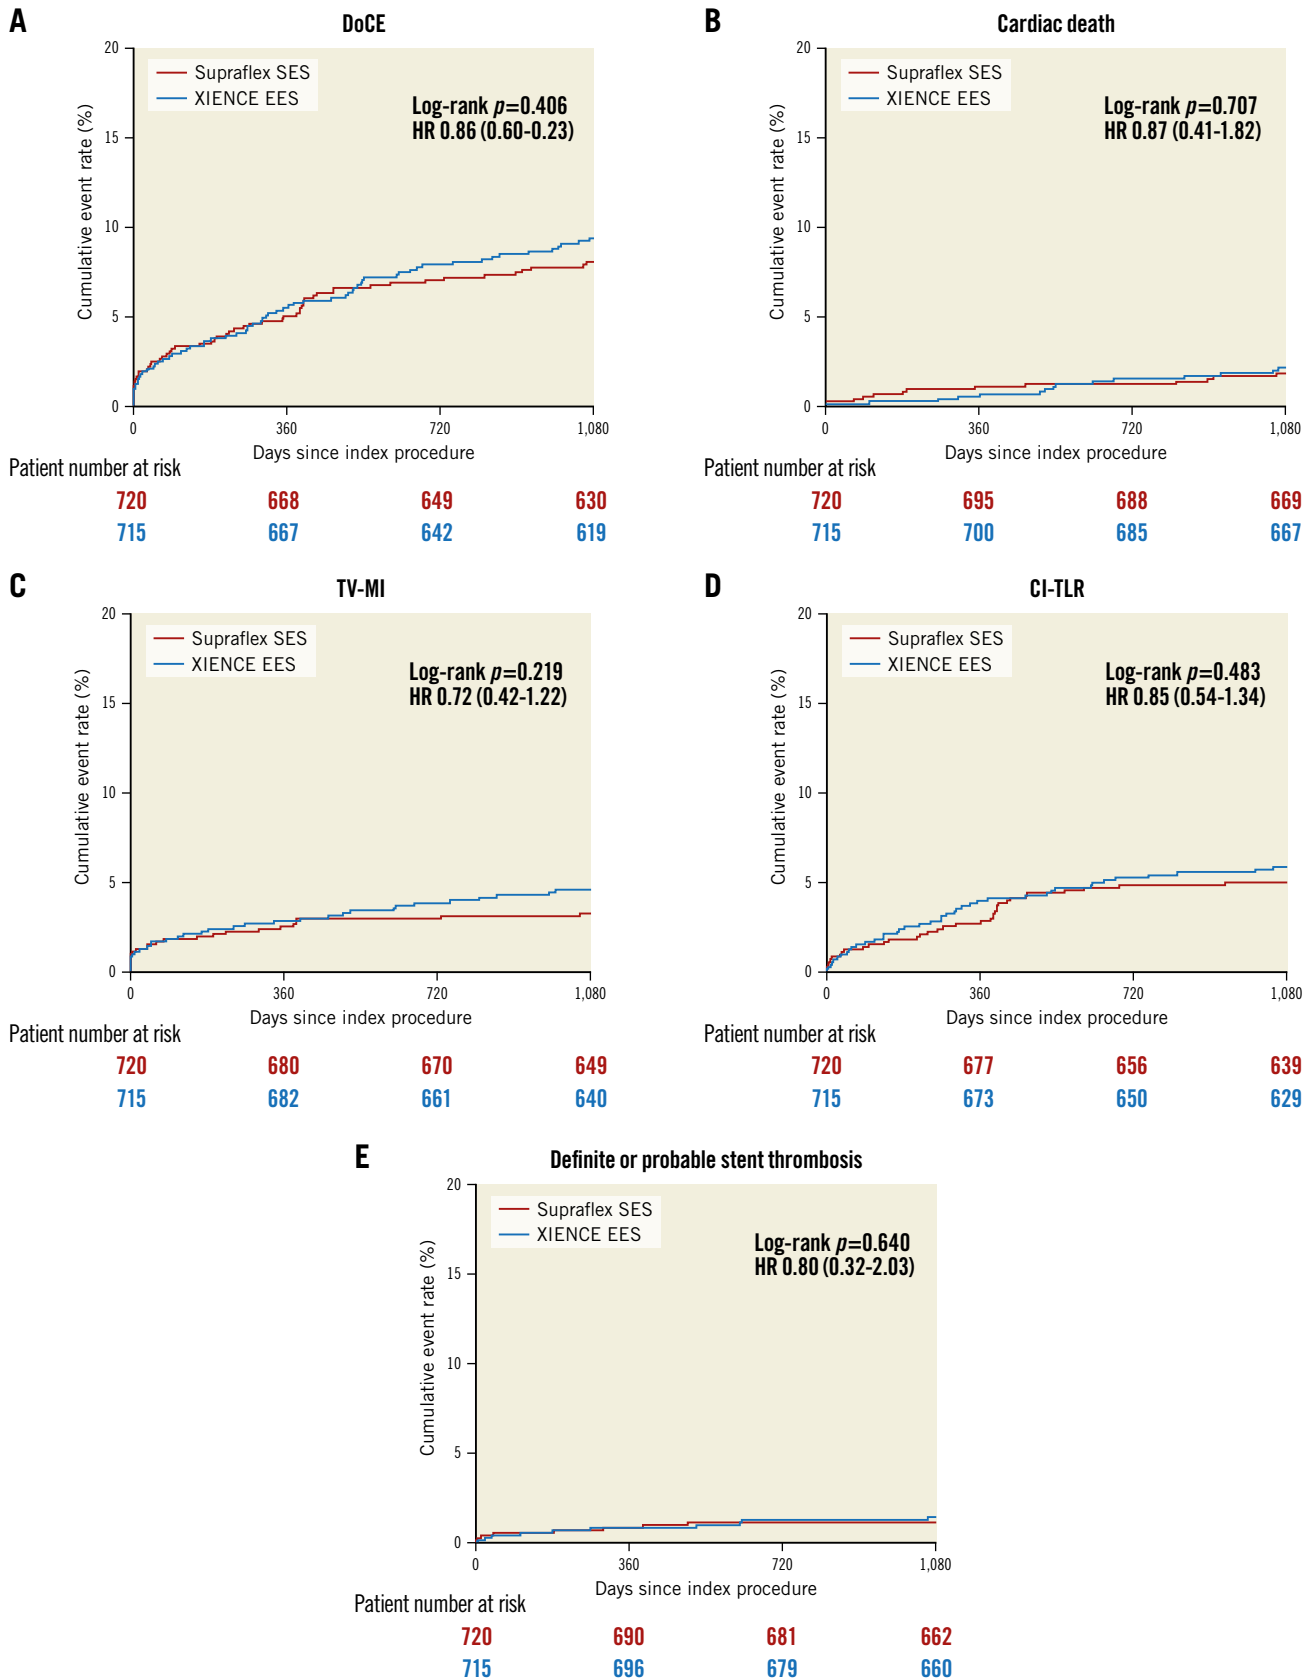 A
DoCE
20
15
10
5
0
Cumulative event rate (%)
Supraflex SES
XIENCE EES
Log-rank p=0.406
HR 0.86 (0.60-0.23)
0 360 720 1,080
Days since index procedure
Patient number at risk
720 668 649 630
715 667 642 619
B
Cardiac death
20
15
10
5
0
Cumulative event rate (%)
Supraflex SES
XIENCE EES
Log-rank p=0.707
HR 0.87 (0.41-1.82)
0 360 720 1,080
Days since index procedure
Patient number at risk
720 695 688 669
715 700 685 667
C
TV-MI
20
15
10
5
0
Cumulative event rate (%)
Supraflex SES
XIENCE EES
Log-rank p=0.219
HR 0.72 (0.42-1.22)
0 360 720 1,080
Days since index procedure
Patient number at risk
720 680 670 649
715 682 661 640
D
CI-TLR
20
15
10
5
0
Cumulative event rate (%)
Supraflex SES
XIENCE EES
Log-rank p=0.483
HR 0.85 (0.54-1.34)
0 360 720 1,080
Days since index procedure
Patient number at risk
720 677 656 639
715 673 650 629
E
Definite or probable stent thrombosis
20
15
10
5
0
Cumulative event rate (%)
Supraflex SES
XIENCE EES
Log-rank p=0.640
HR 0.80 (0.32-2.03)
0 360 720 1,080
Days since index procedure
Patient number at risk
720 690 681 662
715 696 679 660